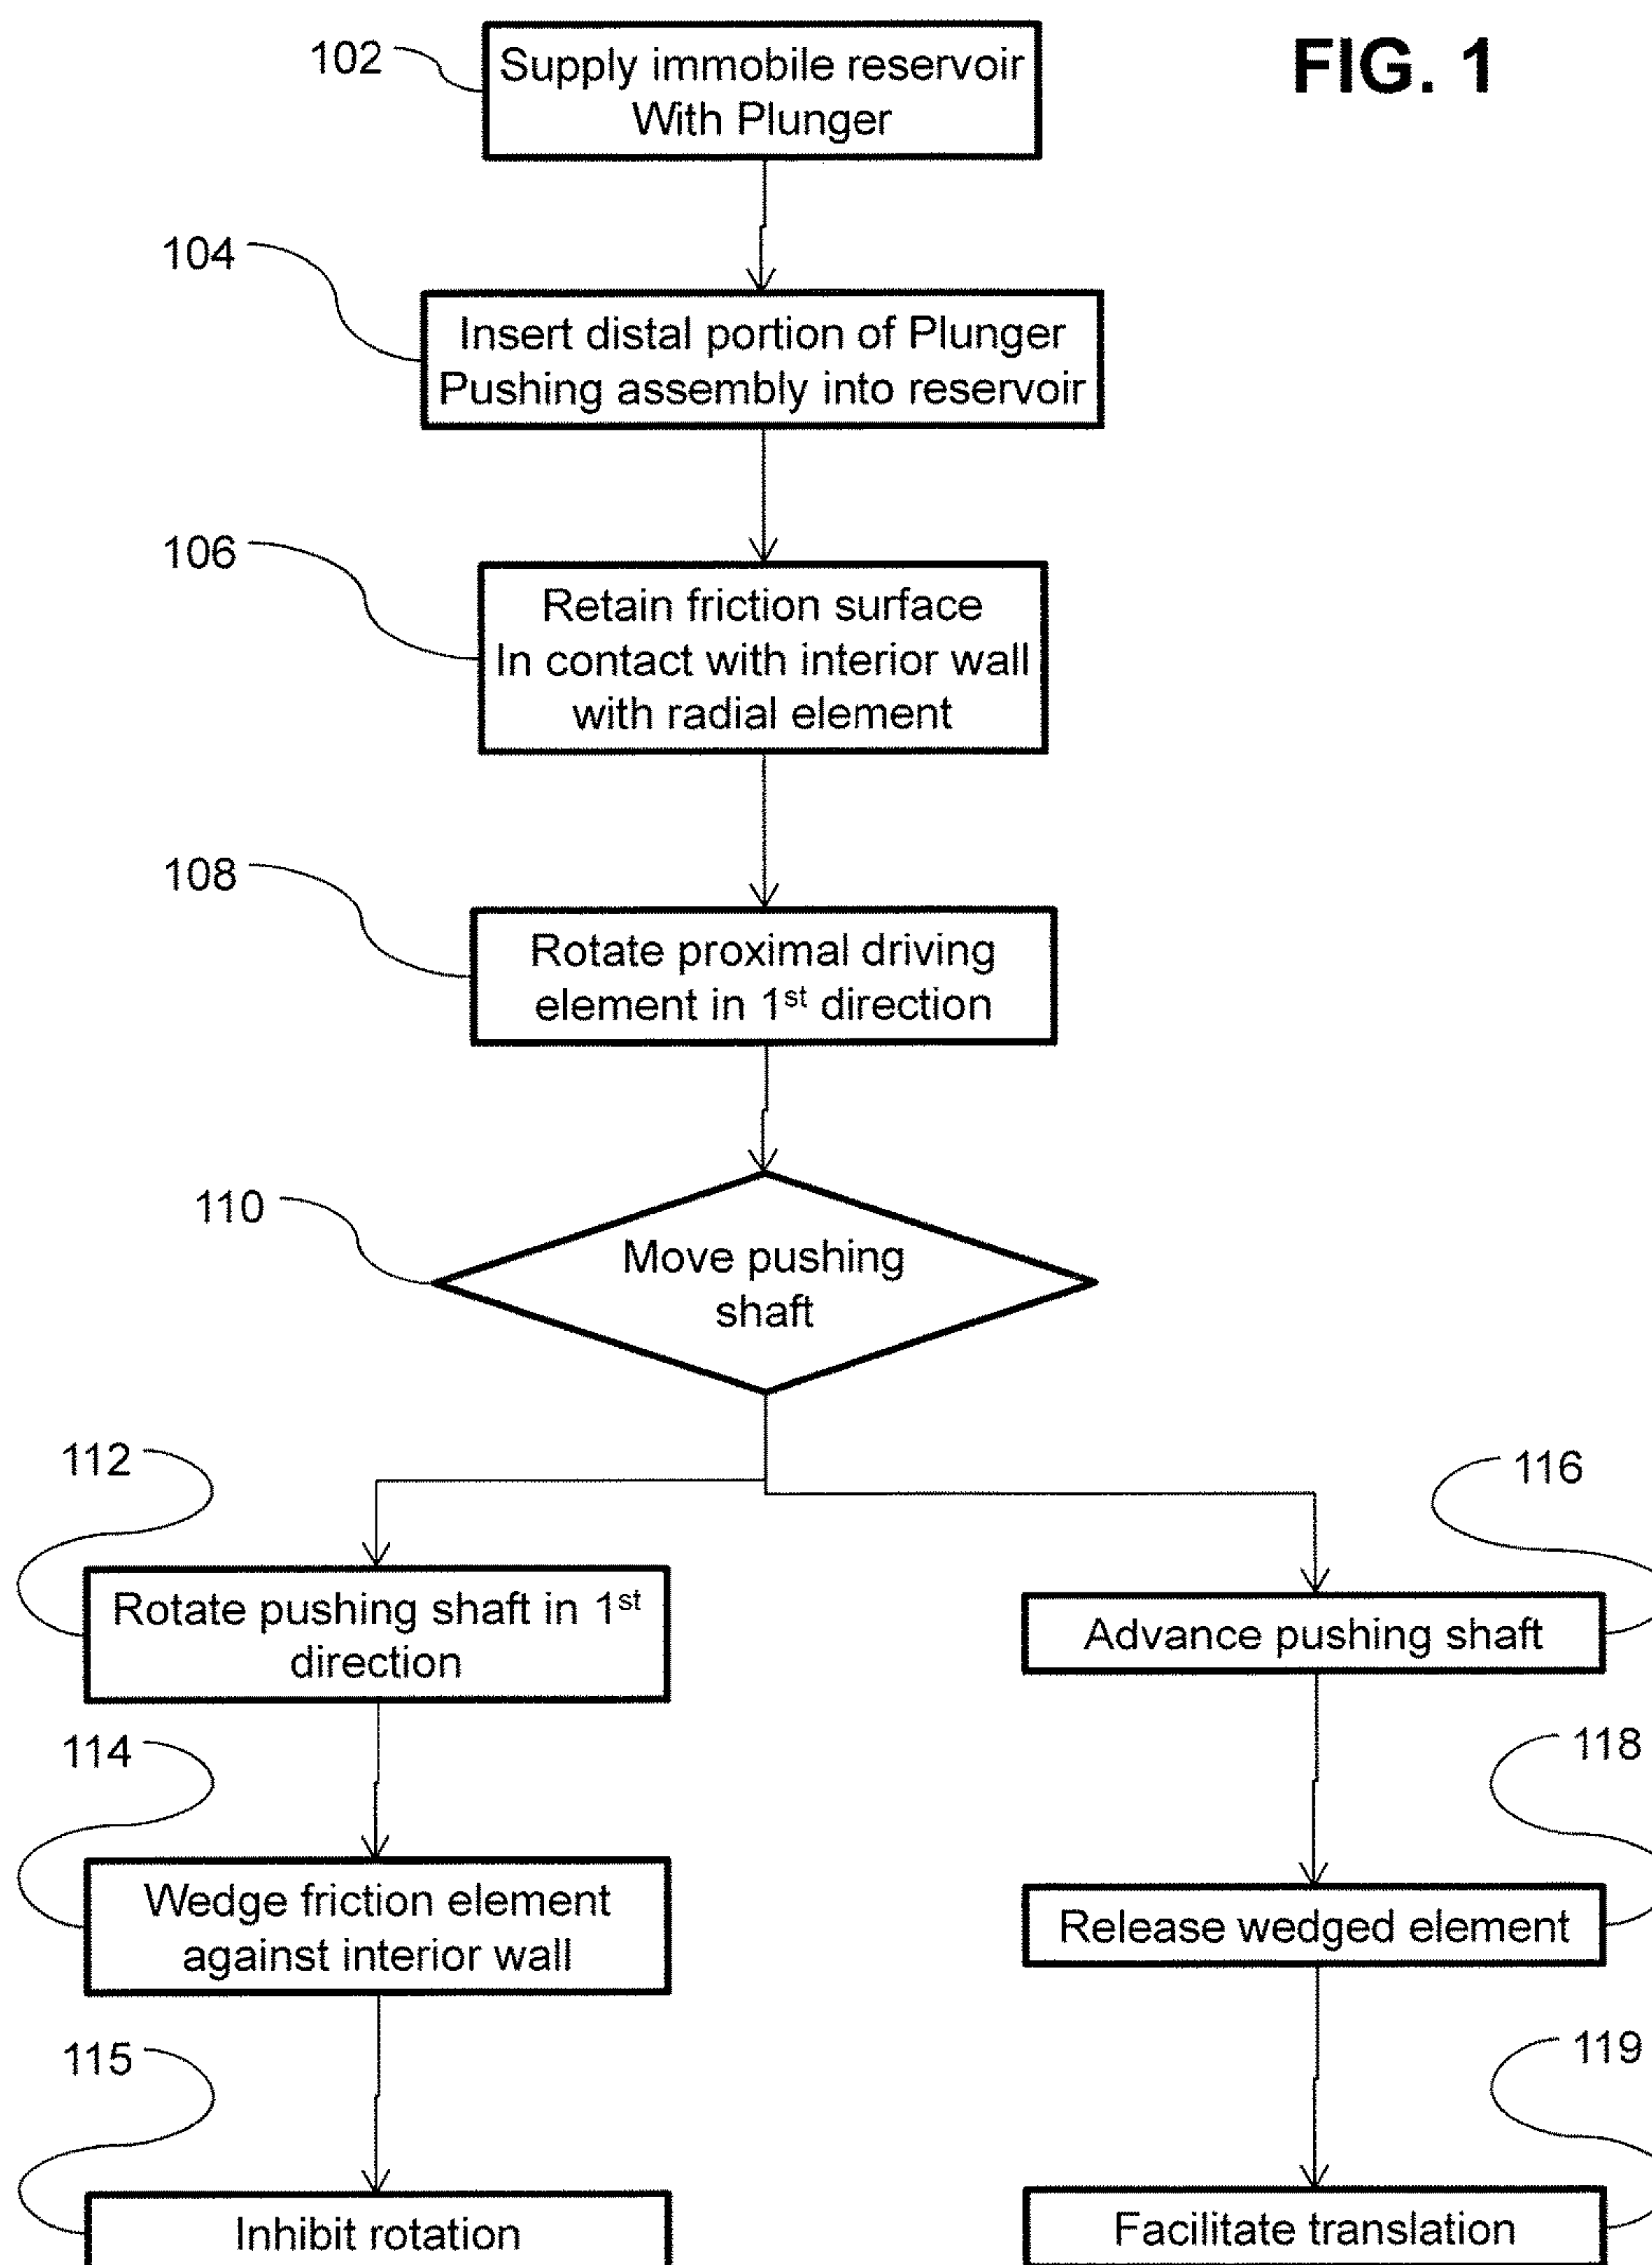 FIG. 1
102
Supply immobile reservoir
With Plunger
104
Insert distal portion of Plunger
Pushing assembly into reservoir
106
Retain friction surface
In contact with interior wall
with radial element
108
Rotate proximal driving
element in 1st direction
110
Move pushing
shaft
112
Rotate pushing shaft in 1st
direction
116
Advance pushing shaft
114
Wedge friction element
against interior wall
118
Release wedged element
115
Inhibit rotation
119
Facilitate translation